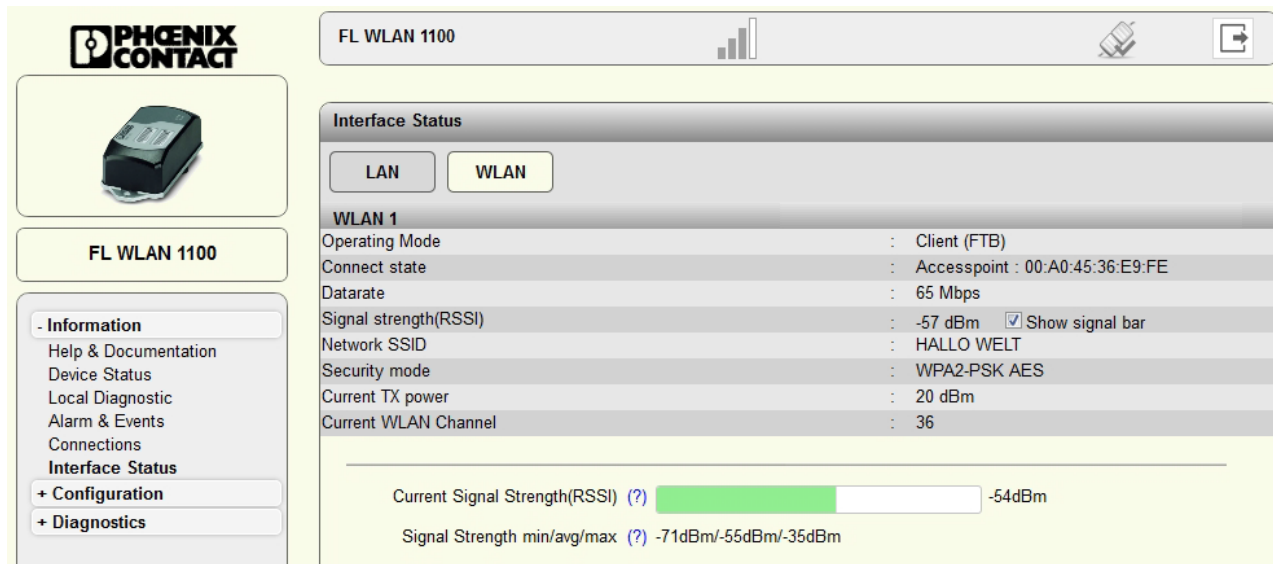 PHŒNIX
CONTACT
FL WLAN 1100
FL WLAN 1100
- Information
Help & Documentation
Device Status
Local Diagnostic
Alarm & Events
Connections
Interface Status
+ Configuration
+ Diagnostics
Interface Status
LAN WLAN
WLAN 1
Operating Mode : Client (FTB)
Connect state : Accesspoint : 00:A0:45:36:E9:FE
Datarate : 65 Mbps
Signal strength(RSSI) : -57 dBm Show signal bar
Network SSID : HALLO WELT
Security mode : WPA2-PSK AES
Current TX power : 20 dBm
Current WLAN Channel : 36
Current Signal Strength(RSSI) (?) -54dBm
Signal Strength min/avg/max (?) -71dBm/-55dBm/-35dBm